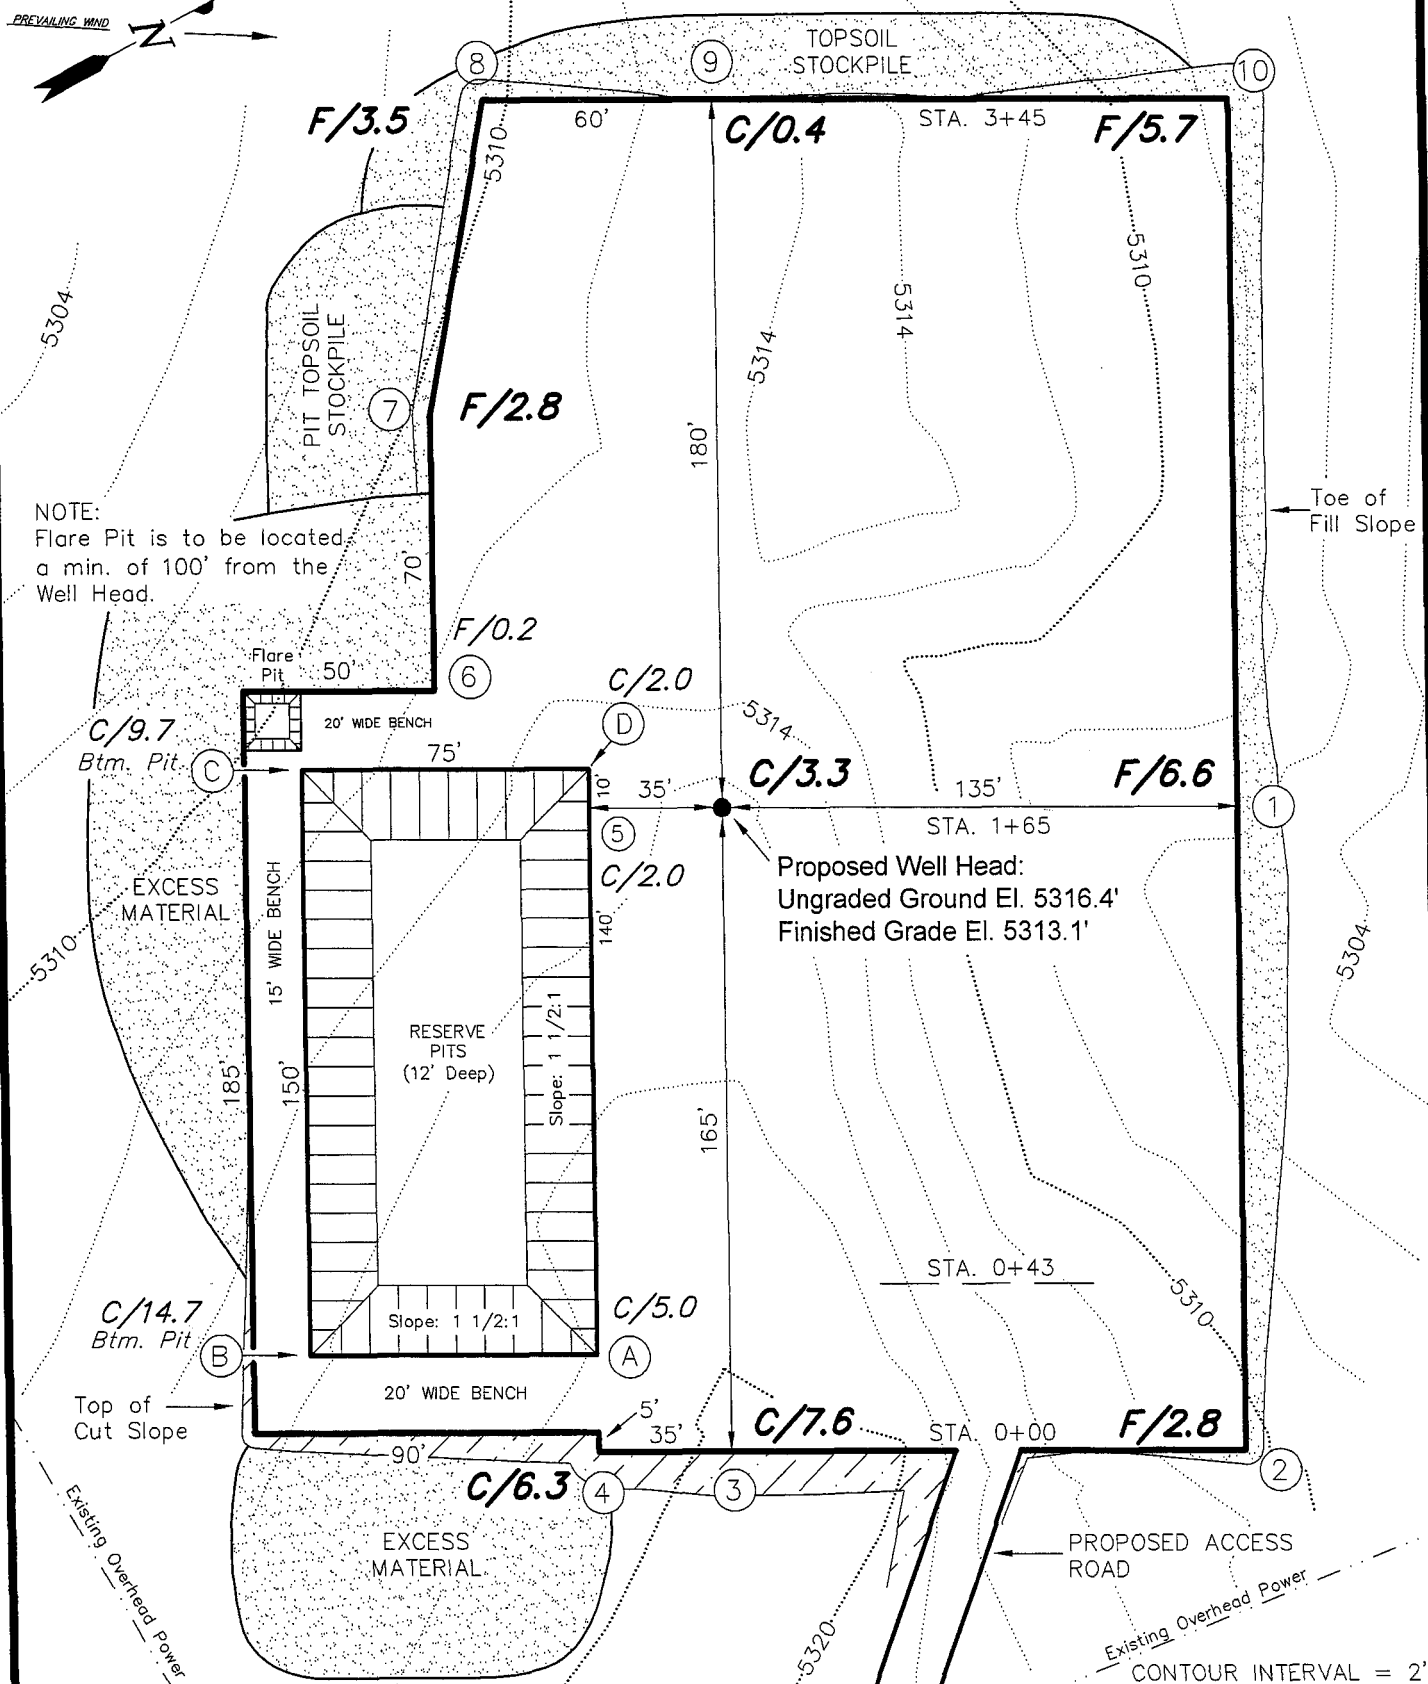 PREVAILING WIND
N
TOPSOIL
STOCKPILE
8
9
10
F/3.5
60'
C/0.4
STA. 3+45
F/5.7
5310
5310
5304
5314
5314
PIT TOPSOIL
STOCKPILE
7
F/2.8
180'
NOTE:
Flare Pit is to be located
a min. of 100' from the
Well Head.
Toe of
Fill Slope
70'
F/0.2
Flare
Pit
50'
6
C/2.0
5314
D
C/9.7
Btm. Pit
C
20' WIDE BENCH
75'
10'
35'
C/3.3
135'
F/6.6
STA. 1+65
1
5
C/2.0
Proposed Well Head:
Ungraded Ground El. 5316.4'
Finished Grade El. 5313.1'
EXCESS
MATERIAL
15' WIDE BENCH
140'
5310
5304
RESERVE
PITS
(12' Deep)
Slope: 1 1/2:1
185'
150'
165'
STA. 0+43
5310
C/14.7
Btm. Pit
B
Slope: 1 1/2:1
C/5.0
A
20' WIDE BENCH
Top of
Cut Slope
5'
35'
C/7.6
STA. 0+00
F/2.8
90'
C/6.3
4
3
2
EXCESS
MATERIAL
PROPOSED ACCESS
ROAD
Existing Overhead Power
5320
Existing Overhead Power
CONTOUR INTERVAL = 2'